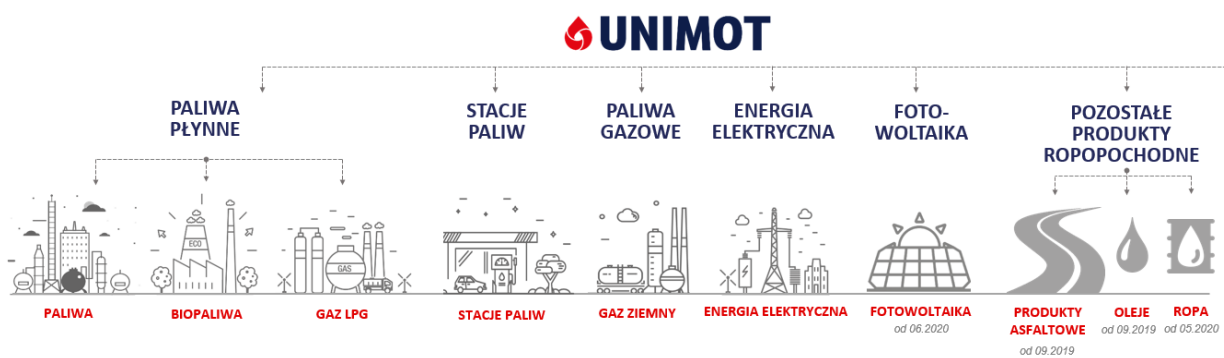 UNIMOT
PALIWA
PŁYNNE
STACJE
PALIW
PALIWA
GAZOWE
ENERGIA
ELEKTRYCZNA
FOTO-
WOLTAIKA
POZOSTAŁE
PRODUKTY
ROPOPOCHODNE
ECO
GAS
PALIWA
BIOPALIWA
GAZ LPG
STACJE PALIW
GAZ ZIEMNY
ENERGIA ELEKTRYCZNA
FOTOWOLTAIKA
od 06.2020
PRODUKTY
ASFALTOWE
od 09.2019
OLEJE
od 09.2019
ROPA
od 05.2020